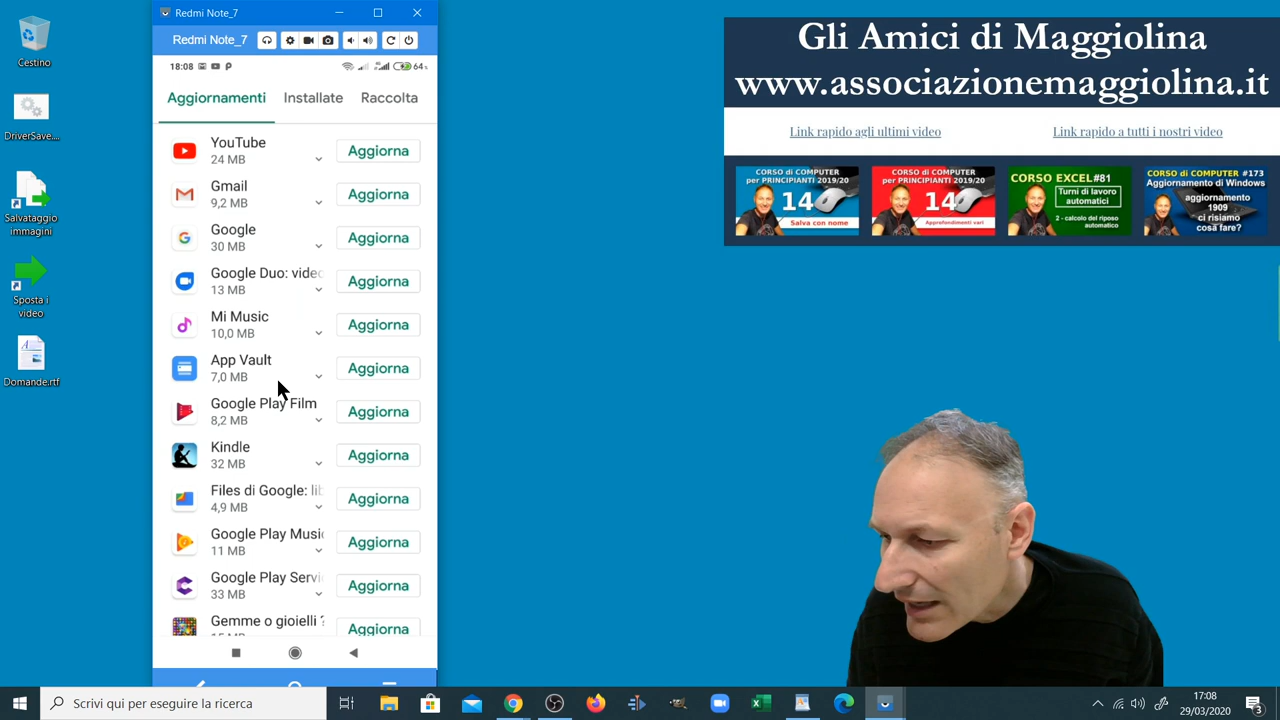 Cestino
DriverSave....
Salvataggio
immagini
Sposta i
video
Domande.rtf
Redmi Note_7
Redmi Note_7
18:08
64%
Aggiornamenti Installate Raccolta
YouTube
24 MB
Aggiorna
Gmail
9,2 MB
Aggiorna
Google
30 MB
Aggiorna
Google Duo: video
13 MB
Aggiorna
Mi Music
10,0 MB
Aggiorna
App Vault
7,0 MB
Aggiorna
Google Play Film
8,2 MB
Aggiorna
Kindle
32 MB
Aggiorna
Files di Google: lib
4,9 MB
Aggiorna
Google Play Music
11 MB
Aggiorna
Google Play Servi
33 MB
Aggiorna
Gemme o gioielli ?
Aggiorna
Gli Amici di Maggiolina
www.associazionemaggiolina.it
Link rapido agli ultimi video
Link rapido a tutti i nostri video
CORSO di COMPUTER
per PRINCIPIANTI 2019/20
14
Salva con nome
CORSO di COMPUTER
per PRINCIPIANTI 2019/20
14
Approfondimenti vari
CORSO EXCEL#81
Turni di lavoro
automatici
2 - calcolo del riposo
automatico
CORSO di COMPUTER #173
Aggiornamento di Windows
aggiornamento
1909
ci risiamo
cosa fare?
Scrivi qui per eseguire la ricerca
17:08
29/03/2020
3